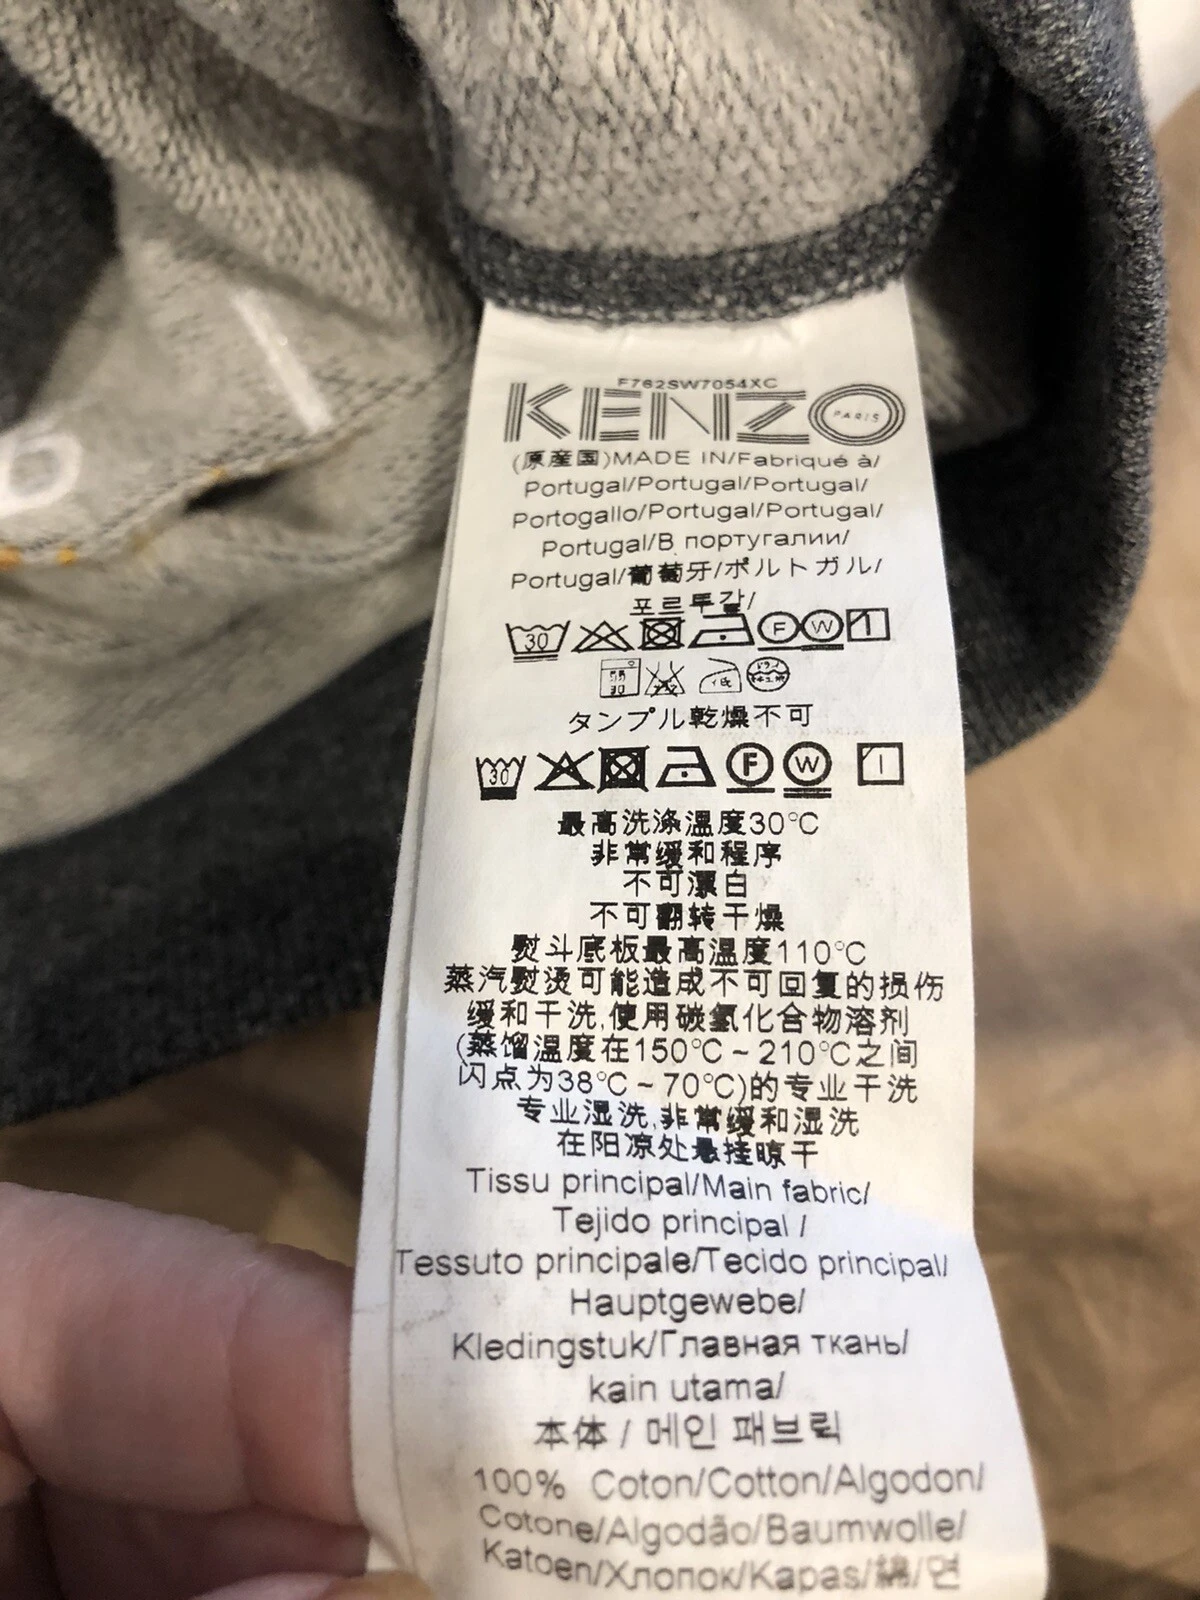 F762SW7054XC
KENZO PARIS
(原産国)MADE IN/Fabriqué à/
Portugal/Portugal/Portugal/
Portogallo/Portugal/Portugal/
Portugal/В португалии/
Portugal/葡萄牙/ポルトガル/
포르투갈/
30 F W
タンブル乾燥不可
30 F W
最高洗涤温度30°C
非常缓和程序
不可漂白
不可翻转干燥
熨斗底板最高温度110°C
蒸汽熨烫可能造成不可回复的损伤
缓和干洗,使用碳氢化合物溶剂
(蒸馏温度在150°C~210°C之间
闪点为38°C~70°C)的专业干洗
专业湿洗,非常缓和湿洗
在阳凉处悬挂晾干
Tissu principal/Main fabric/
Tejido principal /
Tessuto principale/Tecido principal/
Hauptgewebe/
Kledingstuk/Главная ткань/
kain utama/
本体 / 메인 패브릭
100% Coton/Cotton/Algodon/
Cotone/Algodão/Baumwolle/
Katoen/Хлопок/Kapas/綿/면